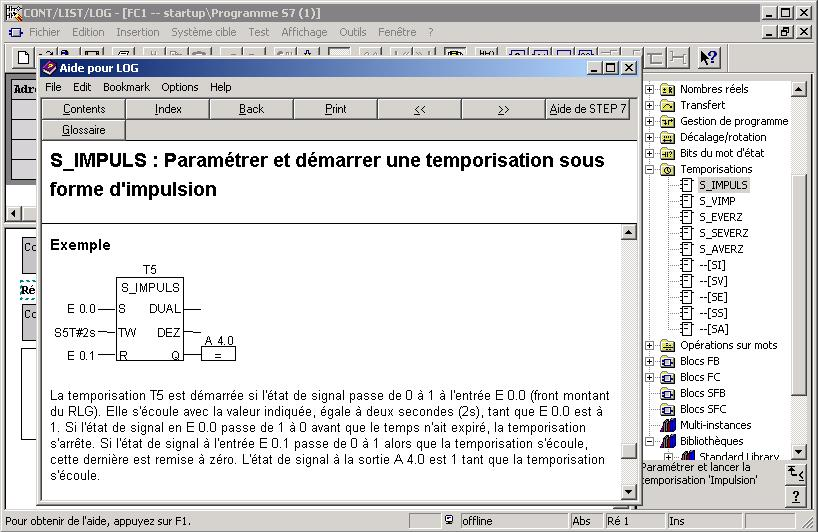 CONT/LIST/LOG - [FC1 -- startup\Programme S7 (1)]
Fichier Edition Insertion Système cible Test Affichage Outils Fenêtre ?
Aide pour LOG
File Edit Bookmark Options Help
Contents Index Back Print << >> Aide de STEP 7
Glossaire
S_IMPULS : Paramétrer et démarrer une temporisation sous
forme d'impulsion
Exemple
T5
S_IMPULS
E 0.0 S DUAL
S5T#2s TW DEZ
A 4.0
E 0.1 R Q =
La temporisation T5 est démarrée si l'état de signal passe de 0 à 1 à l'entrée E 0.0 (front montant
du RLG). Elle s'écoule avec la valeur indiquée, égale à deux secondes (2s), tant que E 0.0 est à
1. Si l'état de signal en E 0.0 passe de 1 à 0 avant que le temps n'ait expiré, la temporisation
s'arrête. Si l'état de signal à l'entrée E 0.1 passe de 0 à 1 alors que la temporisation s'écoule,
cette dernière est remise à zéro. L'état de signal à la sortie A 4.0 est 1 tant que la temporisation
s'écoule.
Adre
Co
Ré
Co
Nombres réels
Transfert
Gestion de programme
Décalage/rotation
Bits du mot d'état
Temporisations
S_IMPULS
S_VIMP
S_EVERZ
S_SEVERZ
S_AVERZ
--[SI]
--[SV]
--[SE]
--[SS]
--[SA]
Opérations sur mots
Blocs FB
Blocs FC
Blocs SFB
Blocs SFC
Multi-instances
Bibliothèques
Standard Library
Paramétrer et lancer la
temporisation 'Impulsion'
Pour obtenir de l'aide, appuyez sur F1. offline Abs Ré 1 Ins